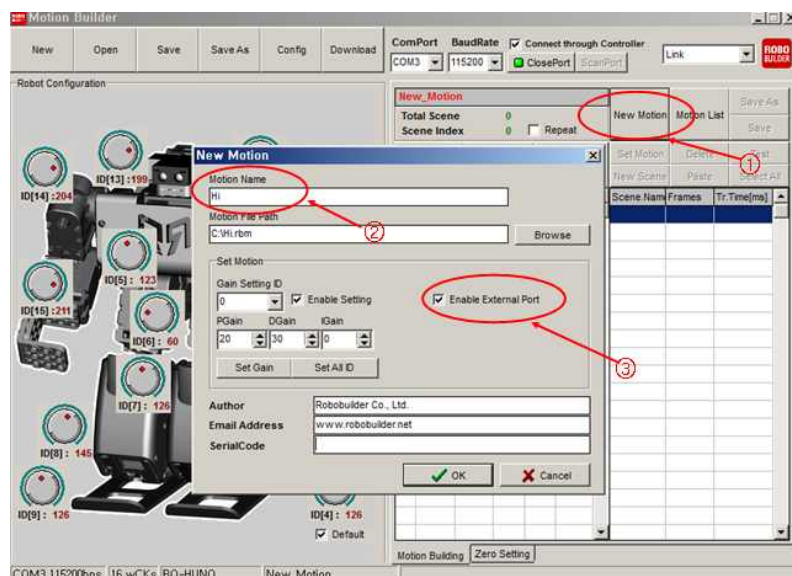 Motion Builder
New Open Save Save As Config Download
ComPort BaudRate Connect through Controller
COM3 115200 ClosePort ScanPort Link ROBO BUILDER
Robot Configuration
New_Motion
Total Scene 0
Scene Index 0 Repeat
New Motion Motion List Save As
Save
Set Motion Delete Test
New Scene Paste Select All
①
Scene Name Frames Tr.Time[ms]
ID[14] :204
ID[13] :199
ID[5] : 123
ID[15] :211
ID[6] : 60
ID[7] : 126
ID[8] : 145
ID[9] : 126
ID[4] : 126
Default
New Motion
Motion Name
Hi
②
Motion File Path
C:\Hi.rbm Browse
Set Motion
Gain Setting ID
0 Enable Setting Enable External Port
PGain DGain IGain
20 30 0
Set Gain Set All ID
③
Author Robobuilder Co., Ltd.
Email Address www.robobuilder.net
SerialCode
OK Cancel
Motion Building Zero Setting
COM3 115200bps 16 wCKs RQ-HUNO New_Motion